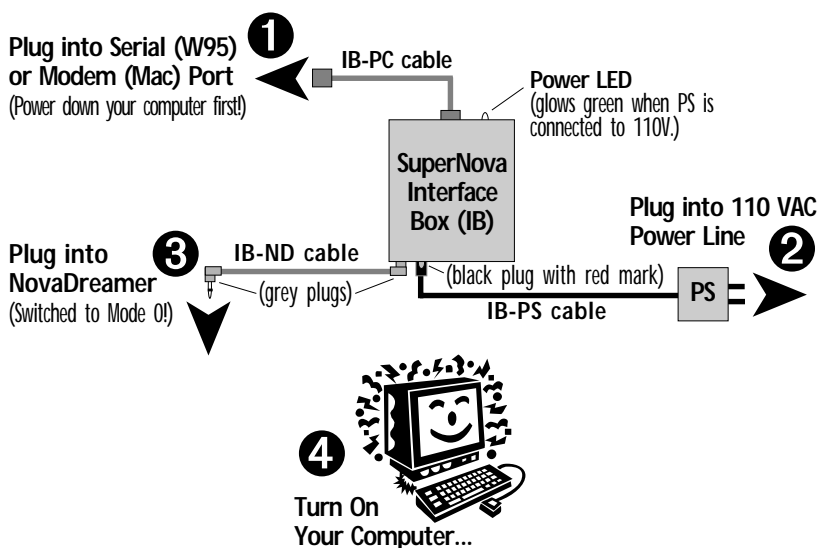 1
Plug into Serial (W95)
or Modem (Mac) Port
(Power down your computer first!)
IB-PC cable
Power LED
(glows green when PS is
connected to 110V.)
SuperNova
Interface
Box (IB)
Plug into 110 VAC
Power Line
2
PS
(black plug with red mark)
IB-PS cable
3
Plug into
NovaDreamer
(Switched to Mode 0!)
IB-ND cable
(grey plugs)
4
Turn On
Your Computer...